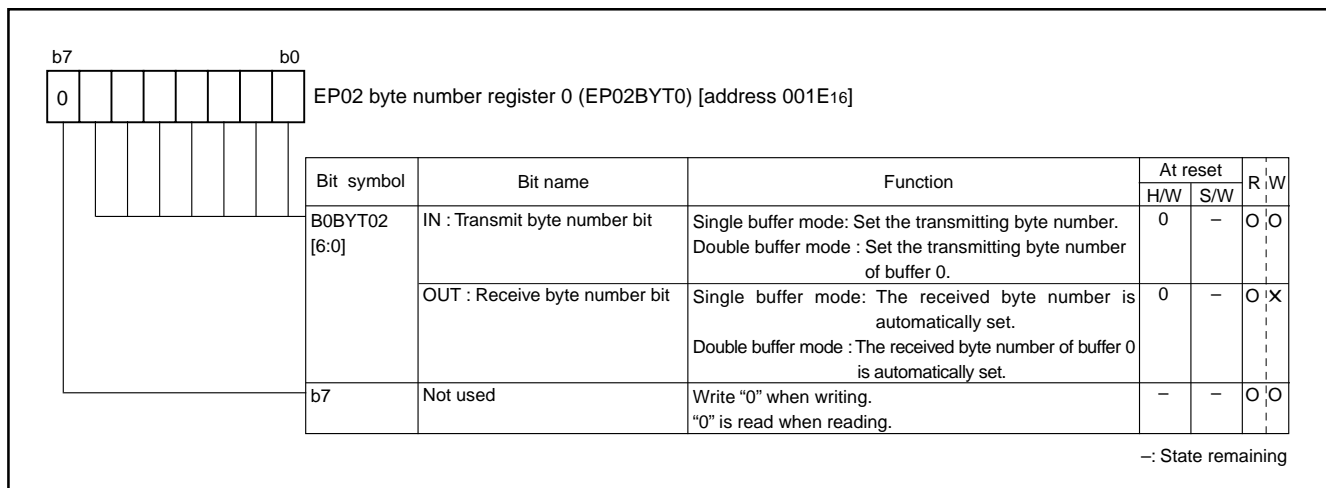 b7 b0
0 EP02 byte number register 0 (EP02BYT0) [address 001E16]
Bit symbol Bit name Function At reset R W
H/W S/W
B0BYT02 IN : Transmit byte number bit Single buffer mode: Set the transmitting byte number. 0 – O O
[6:0] Double buffer mode : Set the transmitting byte number
of buffer 0.
OUT : Receive byte number bit Single buffer mode: The received byte number is 0 – O ×
automatically set.
Double buffer mode : The received byte number of buffer 0
is automatically set.
b7 Not used Write “0” when writing. – – O O
“0” is read when reading.
–: State remaining